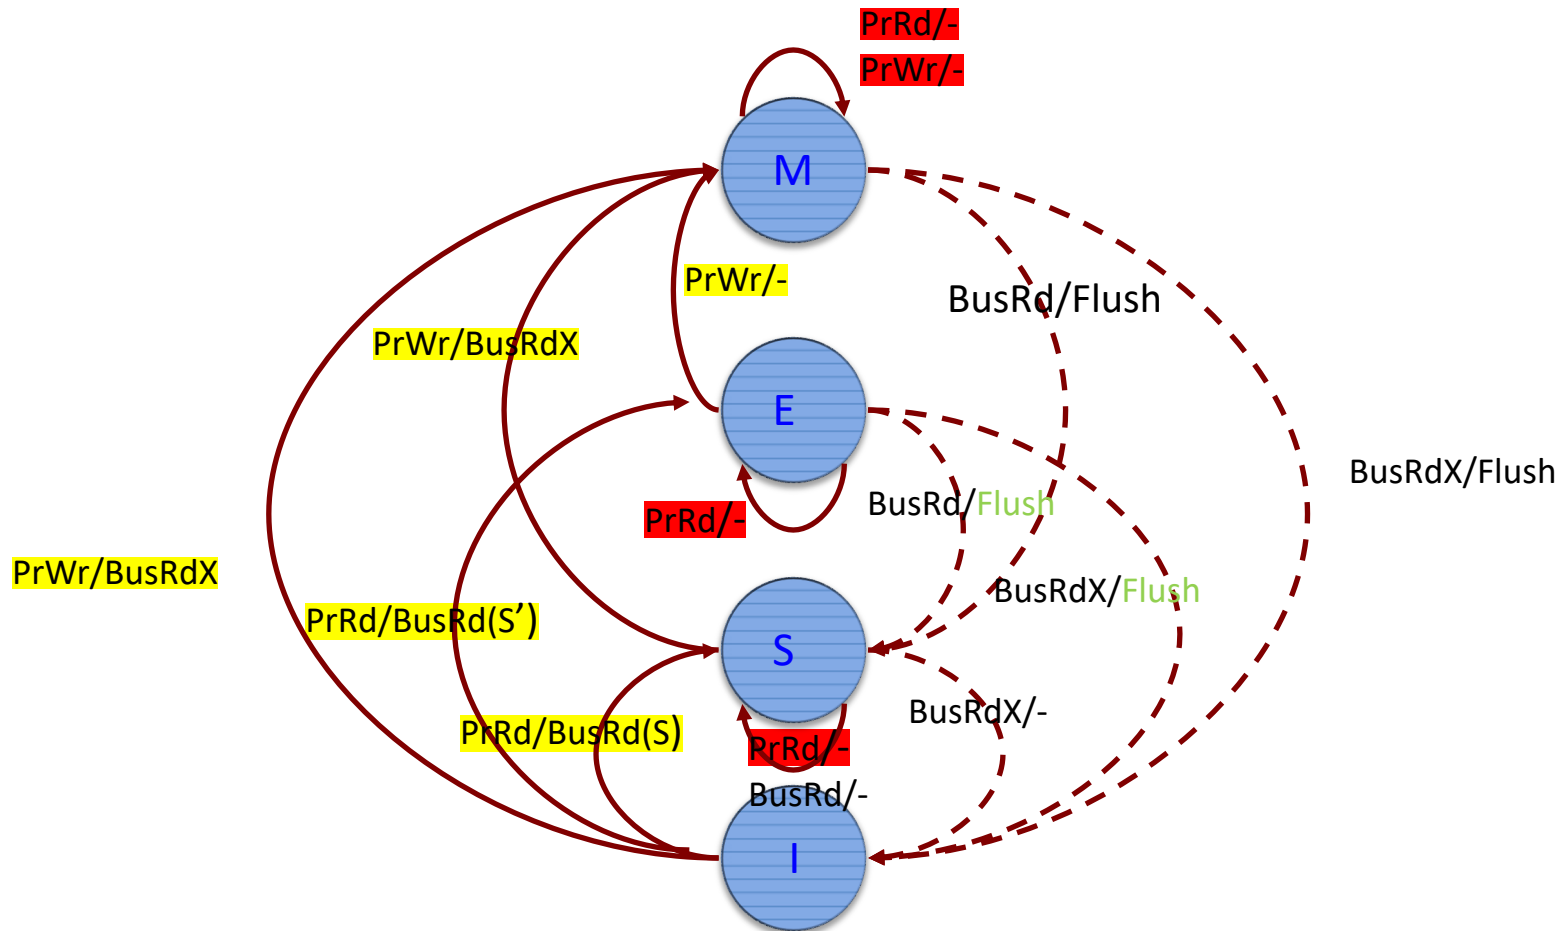 PrRd/-
PrWr/-
M
PrWr/-
BusRd/Flush
PrWr/BusRdX
E
BusRdX/Flush
BusRd/Flush
PrRd/-
PrWr/BusRdX
BusRdX/Flush
PrRd/BusRd(S’)
S
BusRdX/-
PrRd/BusRd(S)
PrRd/-
BusRd/-
I